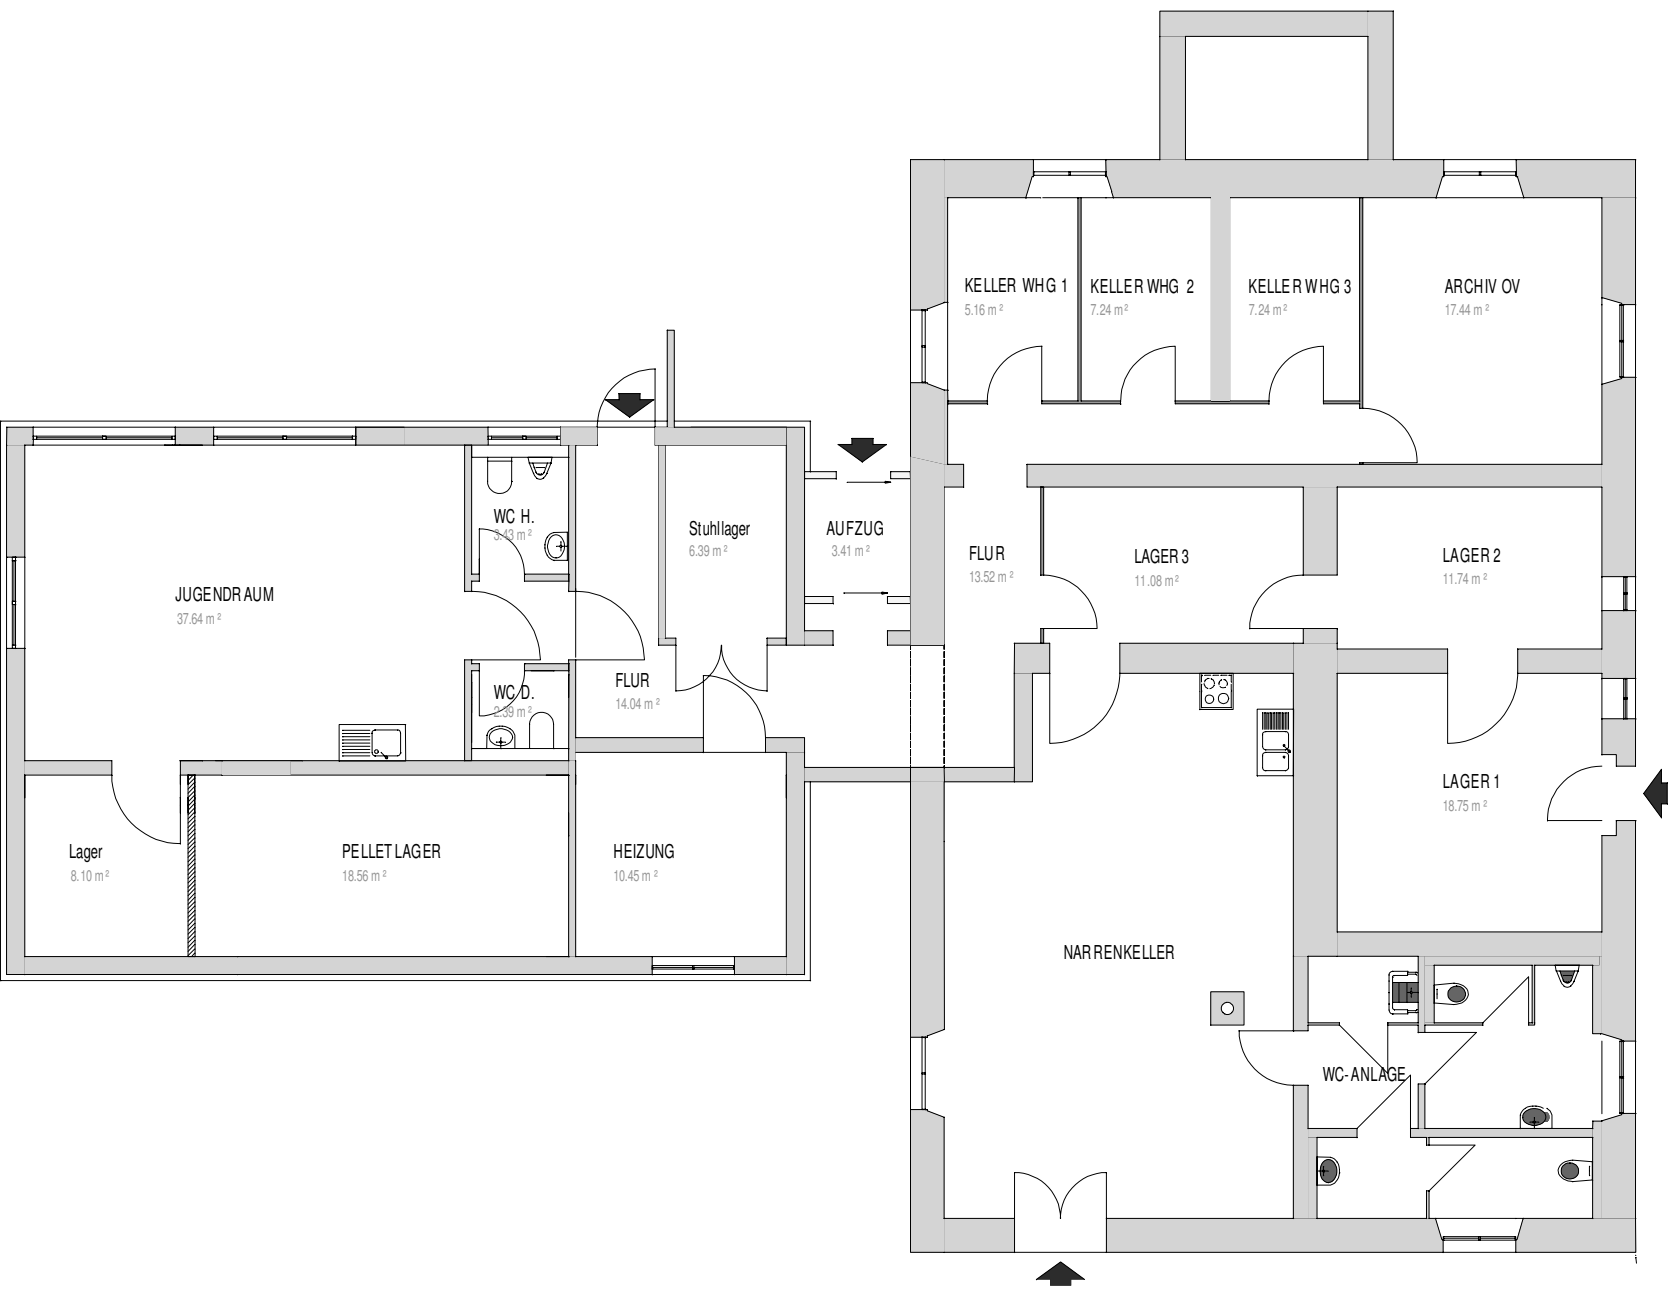 KELLER WHG 1
5.16 m²
KELLER WHG 2
7.24 m²
KELLER WHG 3
7.24 m²
ARCHIV OV
17.44 m²
WC H.
3.43 m²
Stuhllager
6.39 m²
AUFZUG
3.41 m²
FLUR
13.52 m²
LAGER 3
11.08 m²
LAGER 2
11.74 m²
JUGENDRAUM
37.64 m²
WC D.
2.39 m²
FLUR
14.04 m²
LAGER 1
18.75 m²
Lager
8.10 m²
PELLETLAGER
18.56 m²
HEIZUNG
10.45 m²
NARRENKELLER
WC-ANLAGE